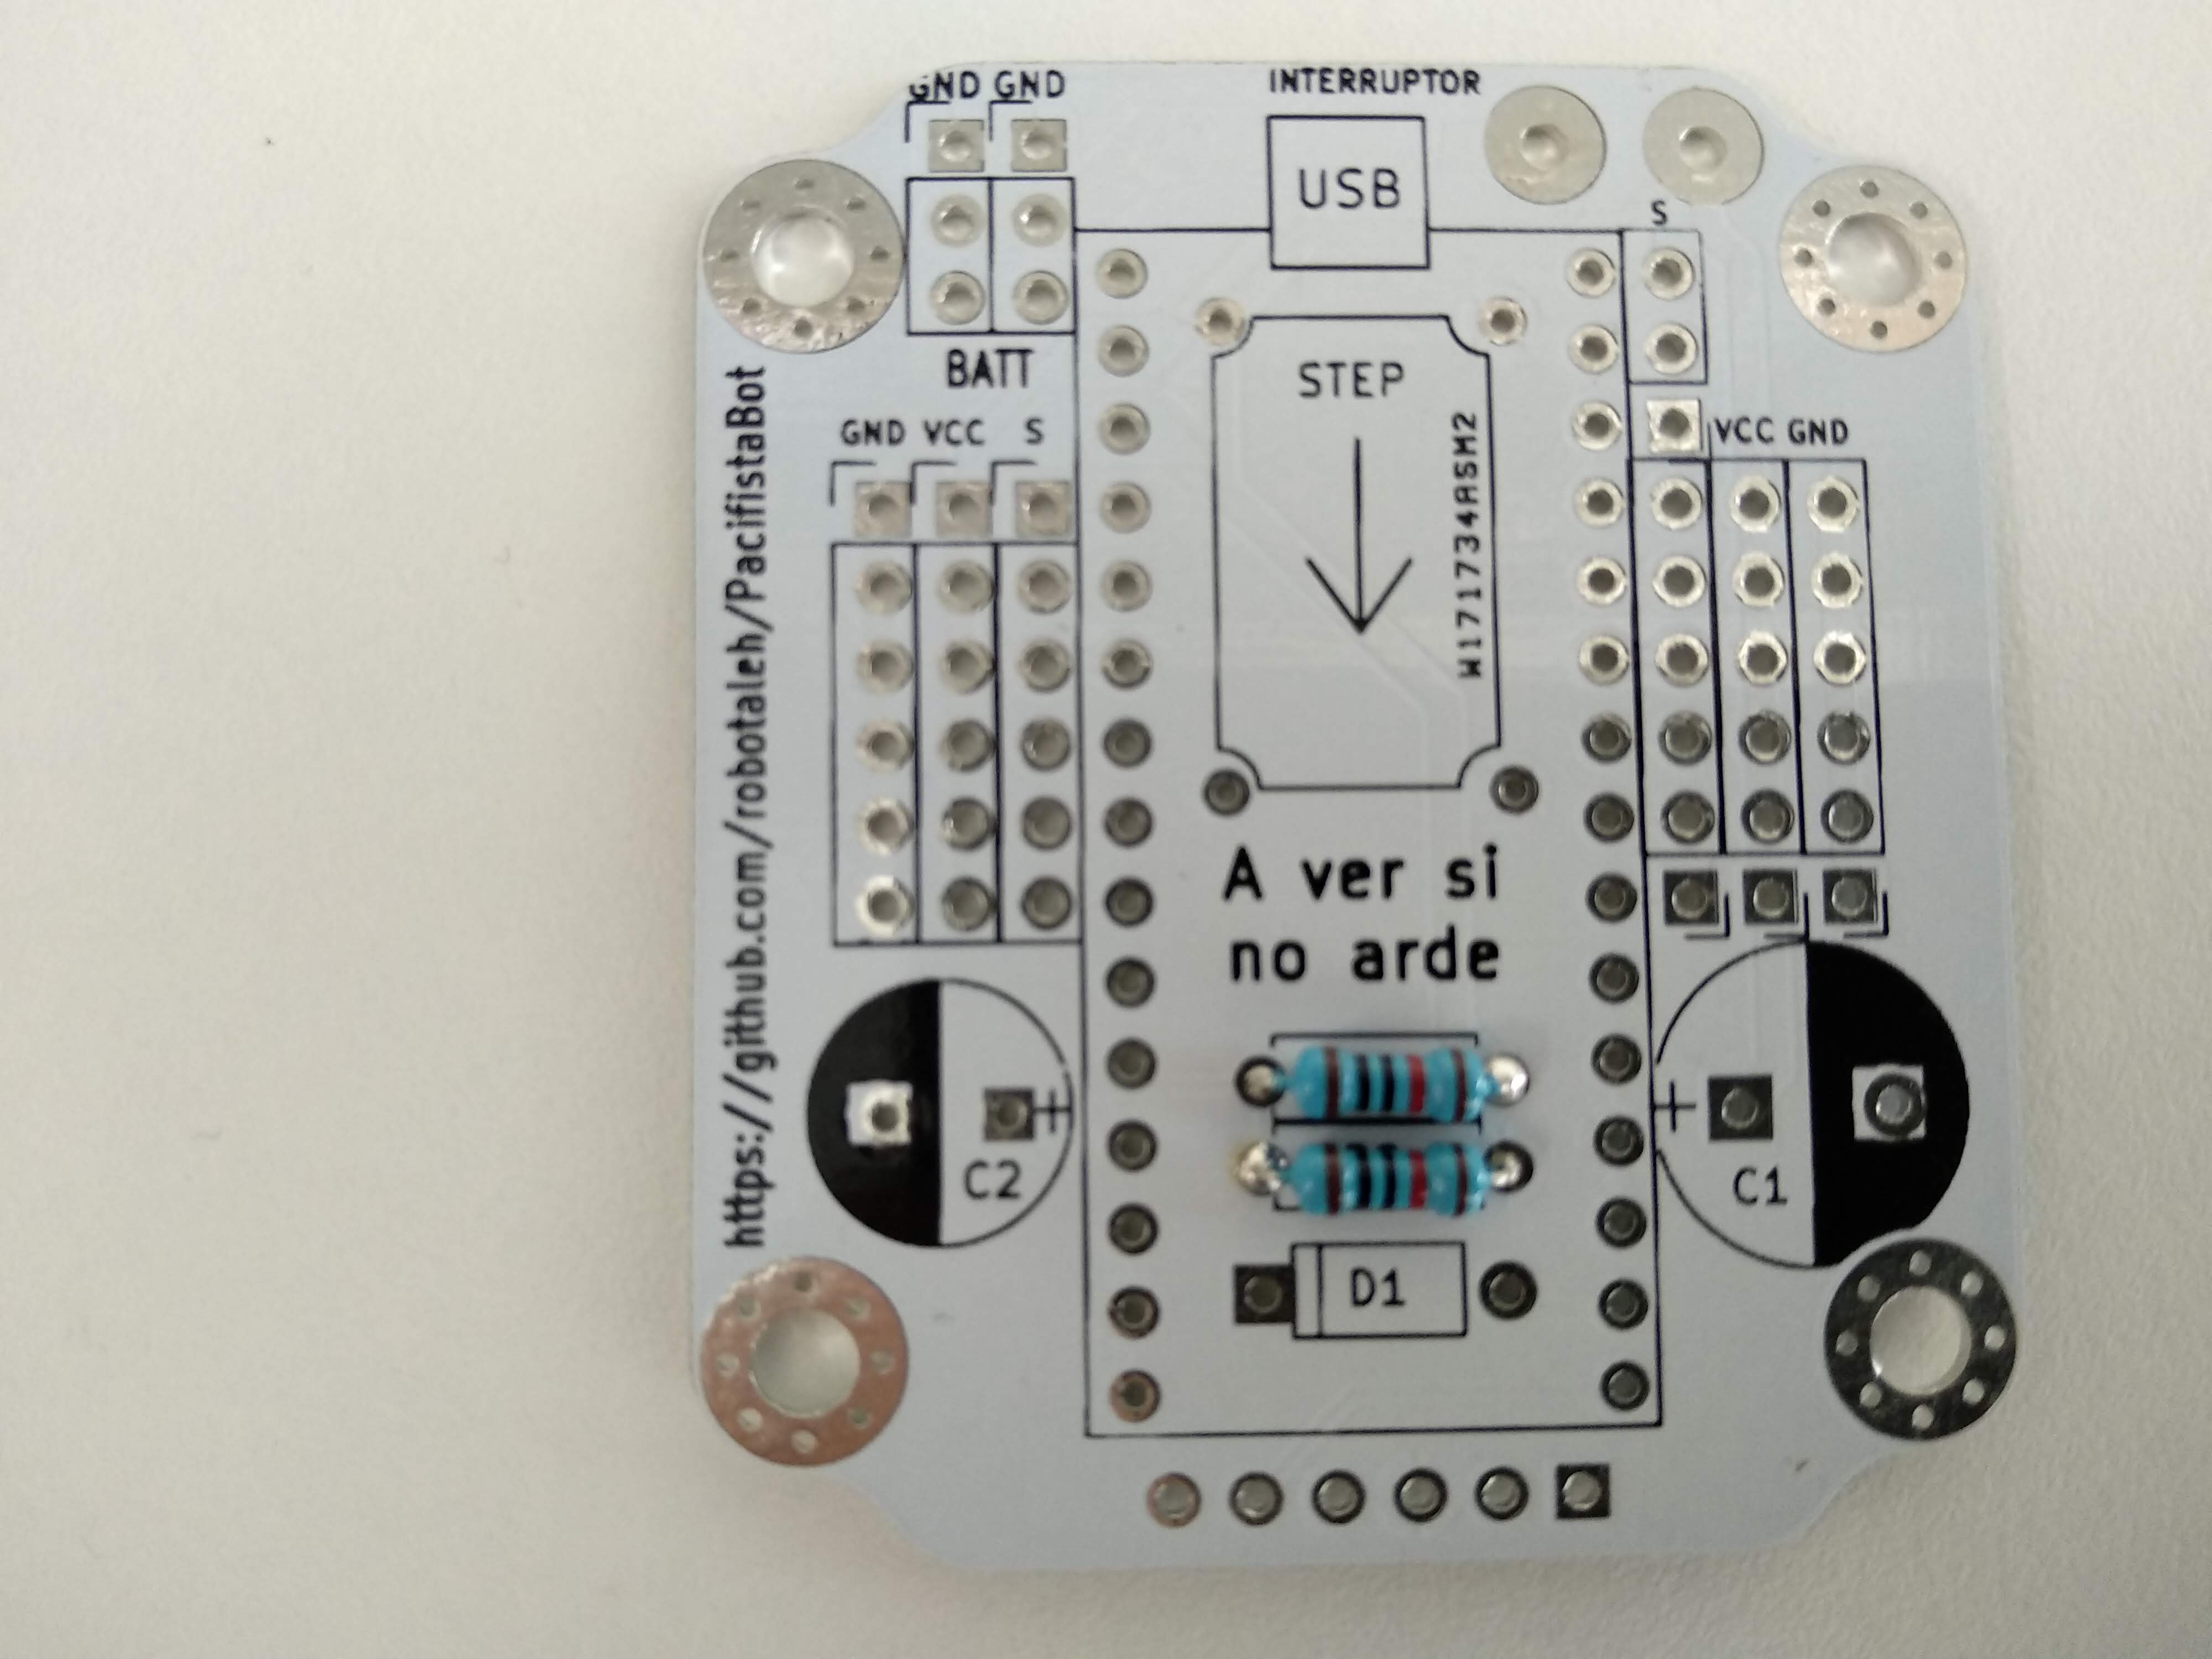 GND GND
INTERRUPTOR
USB
S
BATT
STEP
GND VCC S
VCC GND
W171734ASM2
https://github.com/robotaleh/PacifistaBot
A ver si
no arde
+
C2
+
C1
D1